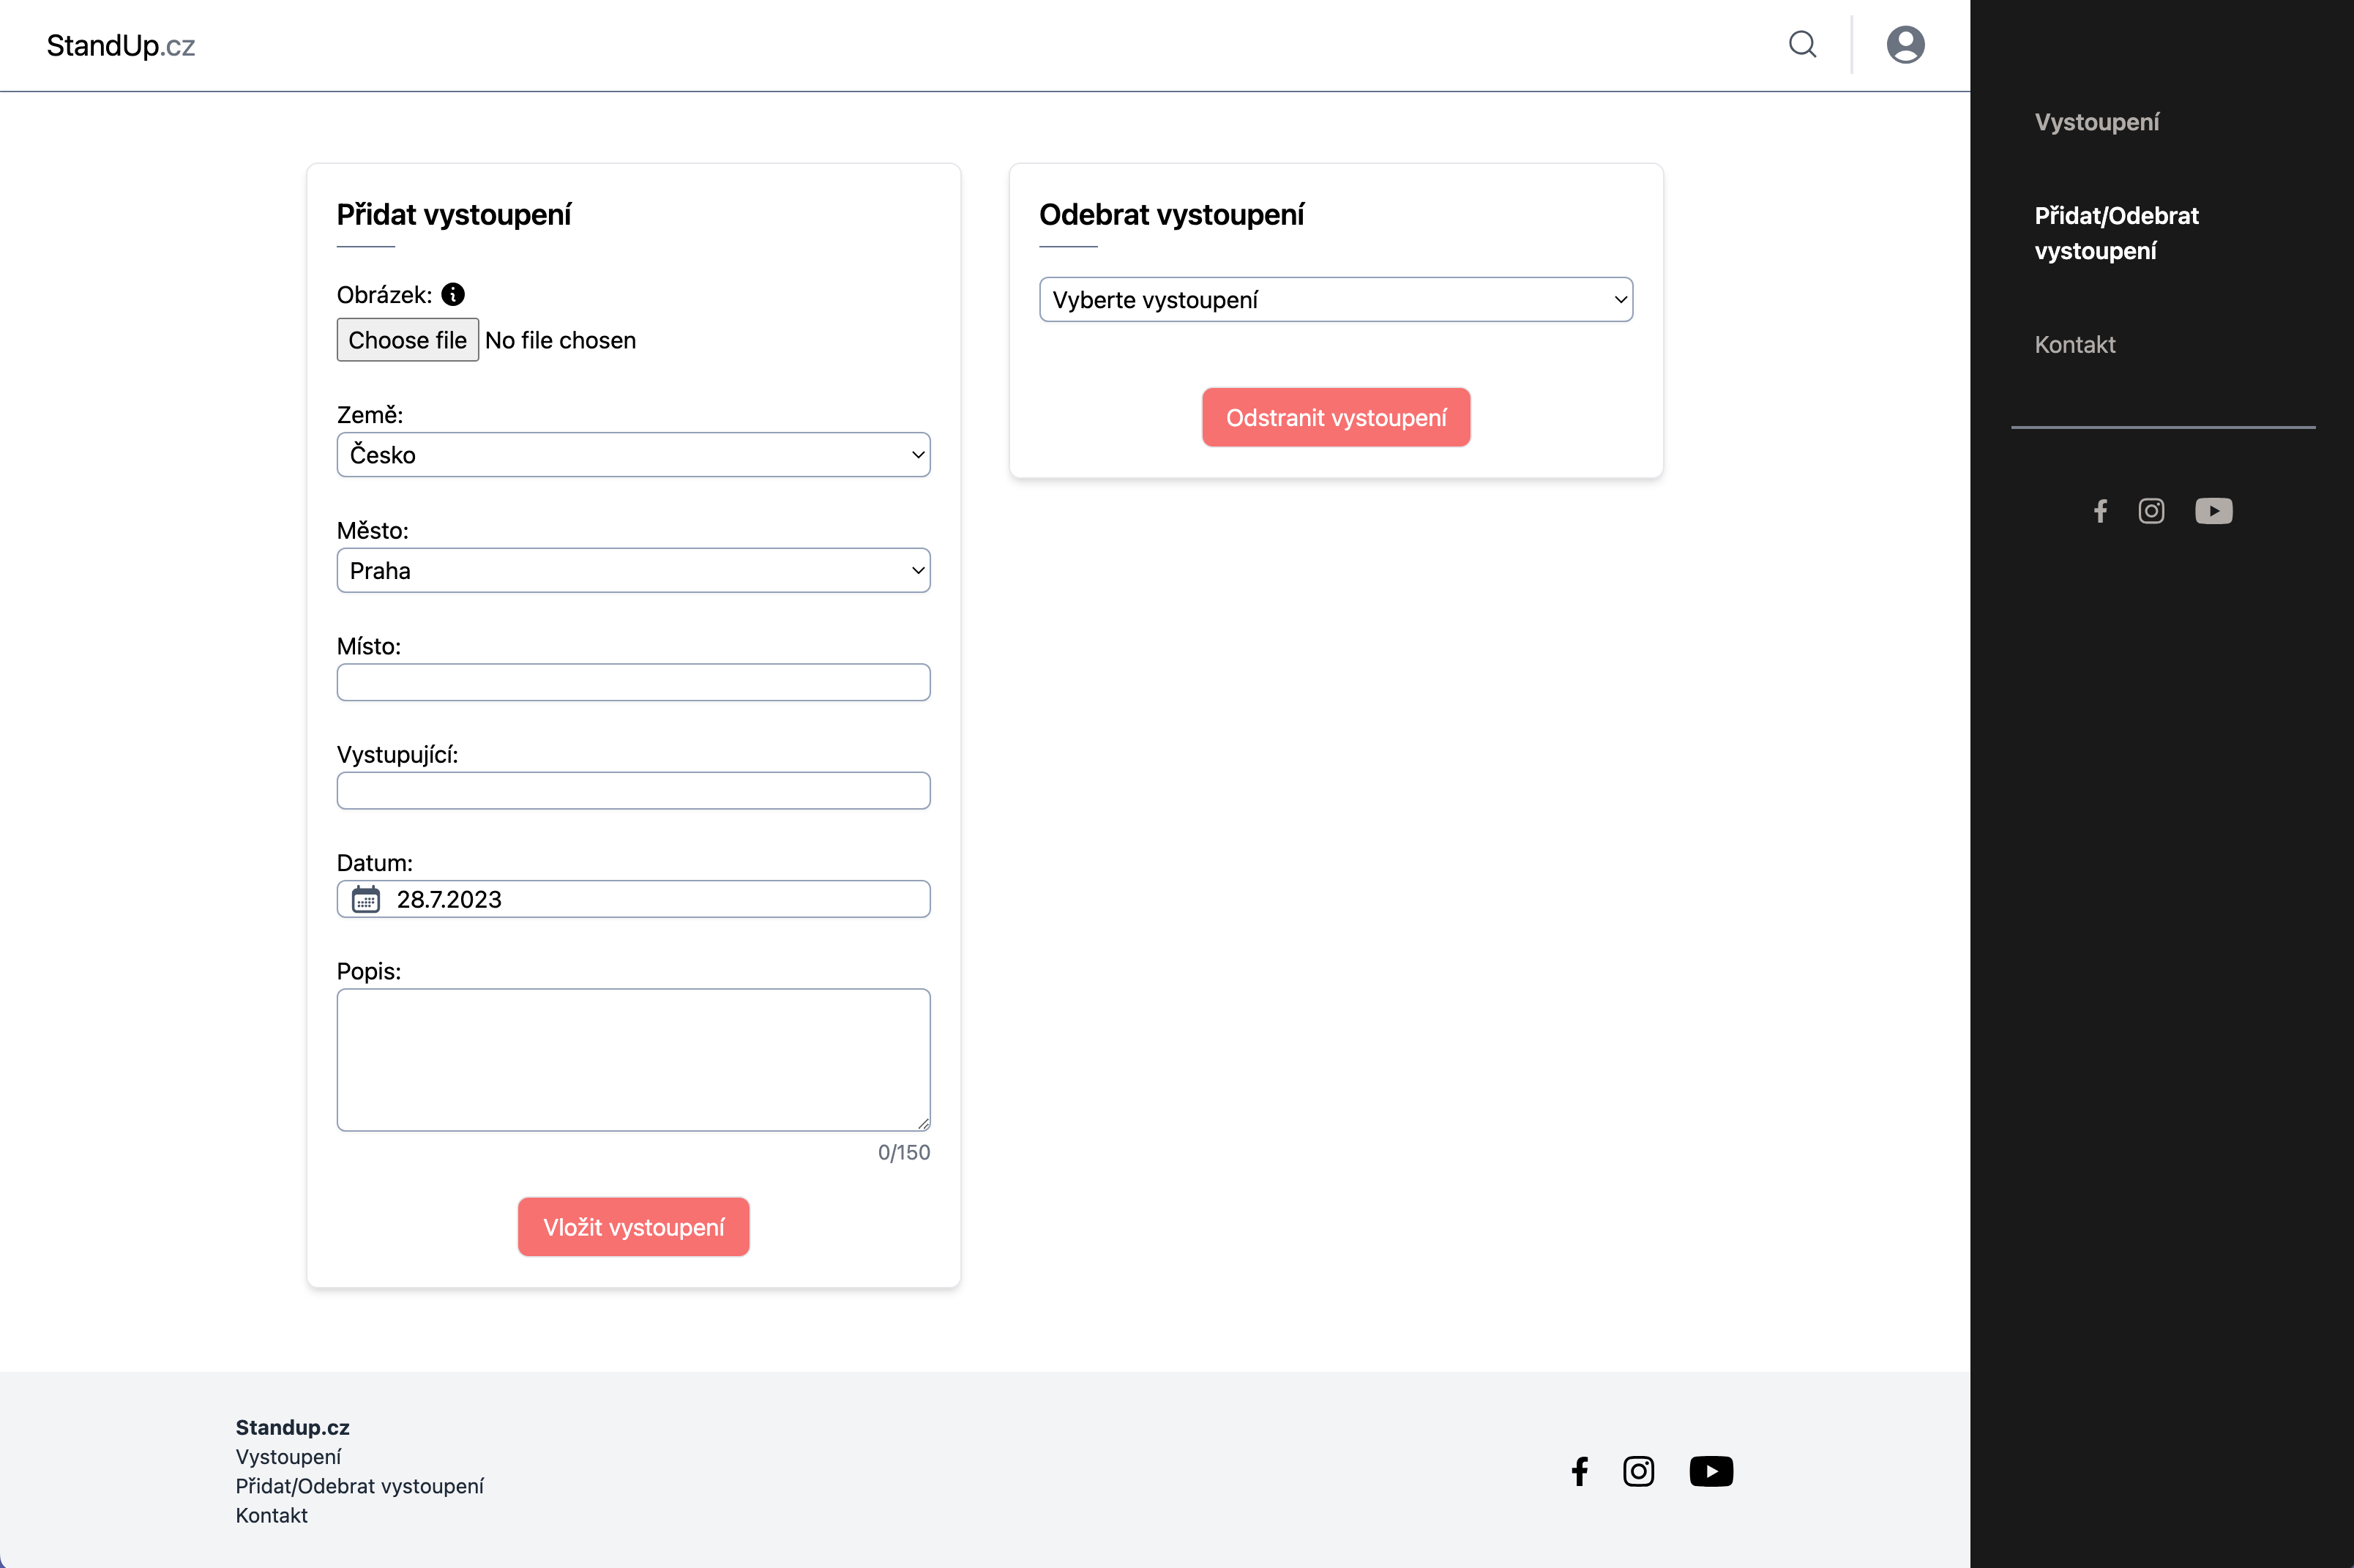 StandUp.cz
Přidat vystoupení
Obrázek:
Choose file No file chosen
Země:
Česko
Město:
Praha
Místo:
Vystupující:
Datum:
28.7.2023
Popis:
0/150
Vložit vystoupení
Odebrat vystoupení
Vyberte vystoupení
Odstranit vystoupení
Vystoupení
Přidat/Odebrat
vystoupení
Kontakt
Standup.cz
Vystoupení
Přidat/Odebrat vystoupení
Kontakt